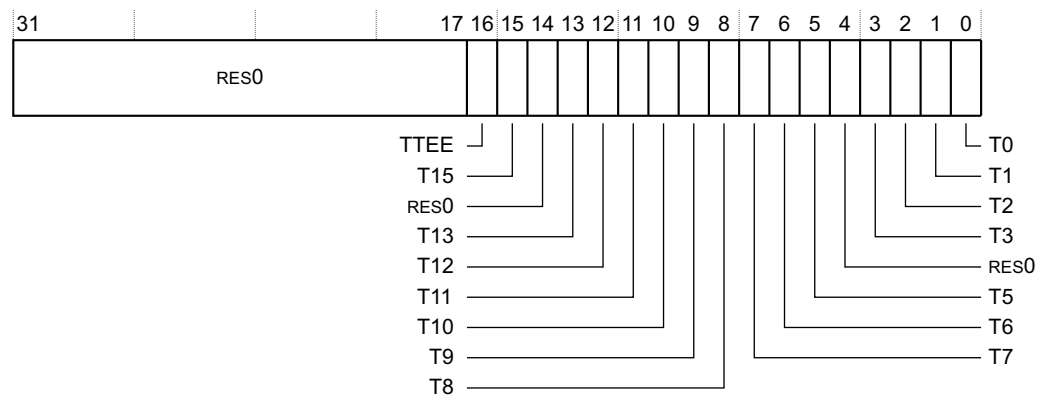 31 17 16 15 14 13 12 11 10 9 8 7 6 5 4 3 2 1 0
RES0
TTEE T0
T15 T1
RES0 T2
T13 T3
T12 RES0
T11 T5
T10 T6
T9 T7
T8